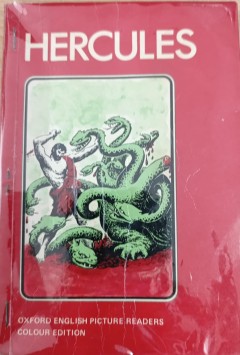 HERCULES
OXFORD ENGLISH PICTURE READERS
COLOUR EDITION